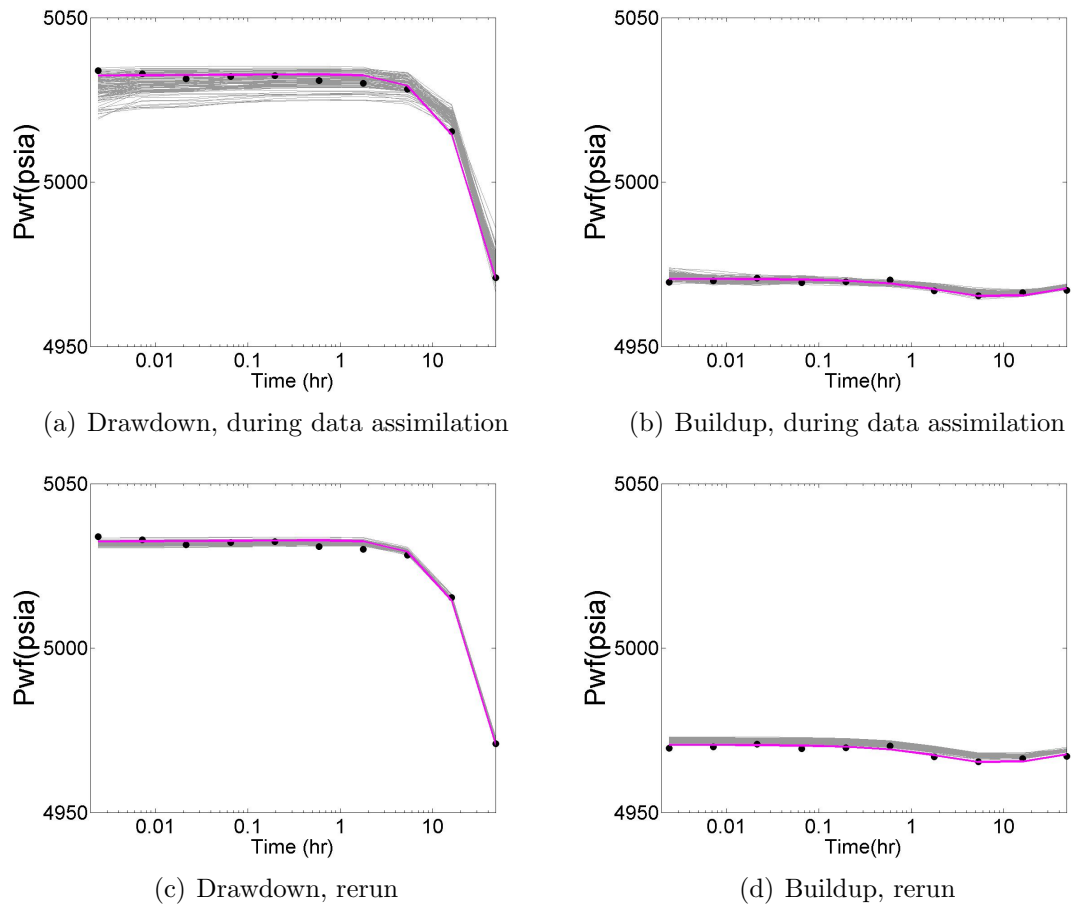 5050
5000
4950
Pwf(psia)
0.01 0.1 1 10
Time (hr)
(a) Drawdown, during data assimilation
5050
5000
4950
Pwf(psia)
0.01 0.1 1 10
Time(hr)
(b) Buildup, during data assimilation
5050
5000
4950
Pwf(psia)
0.01 0.1 1 10
Time (hr)
(c) Drawdown, rerun
5050
5000
4950
Pwf(psia)
0.01 0.1 1 10
Time(hr)
(d) Buildup, rerun